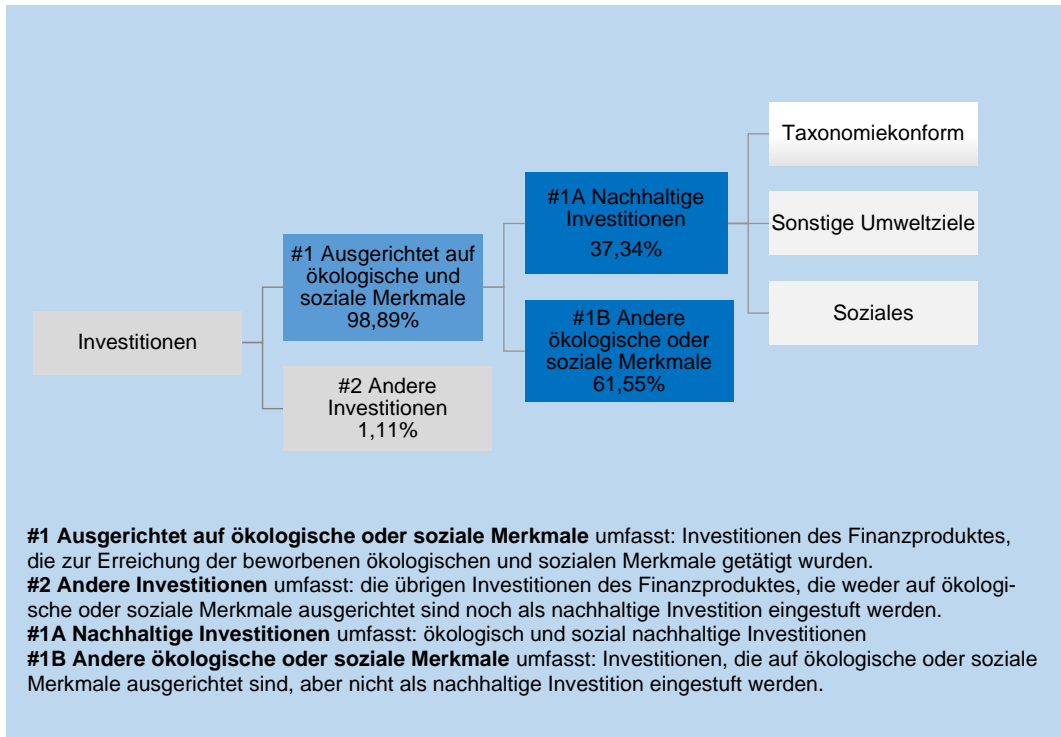 Taxonomiekonform
#1A Nachhaltige
Investitionen
37,34%
Sonstige Umweltziele
#1 Ausgerichtet auf
ökologische und
soziale Merkmale
98,89%
Soziales
#1B Andere
ökologische oder
soziale Merkmale
61,55%
Investitionen
#2 Andere
Investitionen
1,11%
#1 Ausgerichtet auf ökologische oder soziale Merkmale umfasst: Investitionen des Finanzproduktes,
die zur Erreichung der beworbenen ökologischen und sozialen Merkmale getätigt wurden.
#2 Andere Investitionen umfasst: die übrigen Investitionen des Finanzproduktes, die weder auf ökologi-
sche oder soziale Merkmale ausgerichtet sind noch als nachhaltige Investition eingestuft werden.
#1A Nachhaltige Investitionen umfasst: ökologisch und sozial nachhaltige Investitionen
#1B Andere ökologische oder soziale Merkmale umfasst: Investitionen, die auf ökologische oder soziale
Merkmale ausgerichtet sind, aber nicht als nachhaltige Investition eingestuft werden.